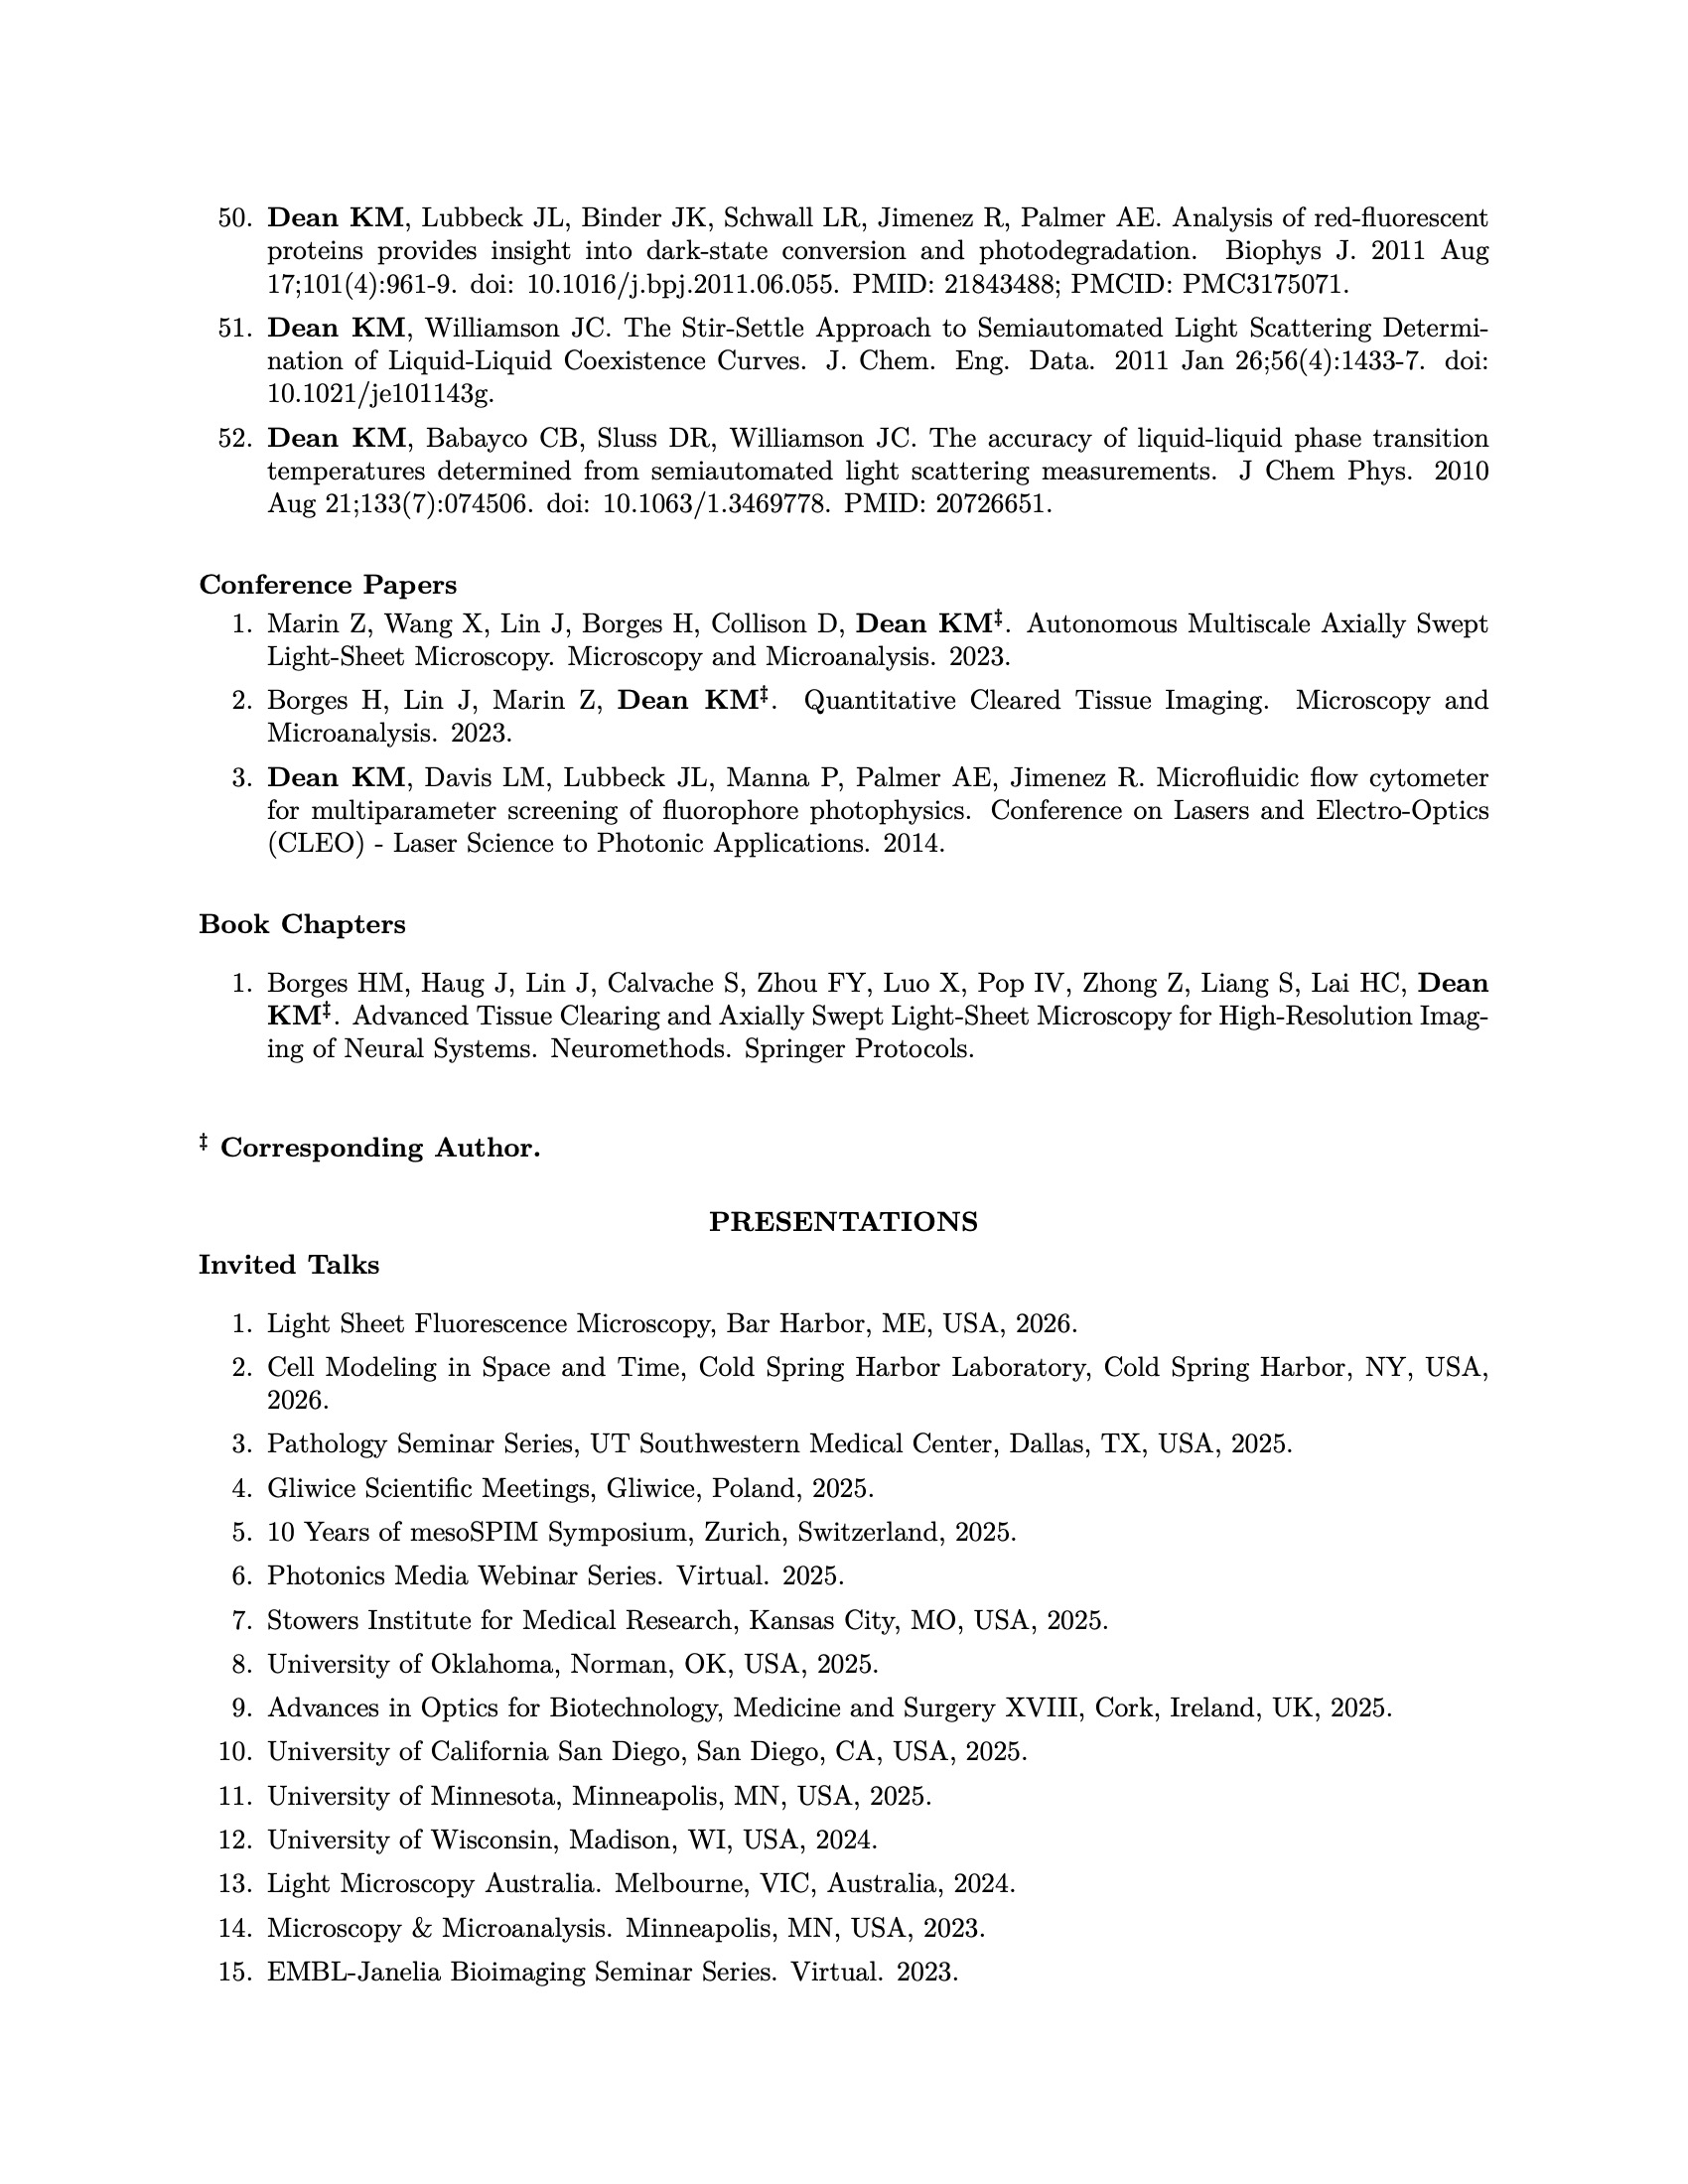 50. Dean KM, Lubbeck JL, Binder JK, Schwall LR, Jimenez R, Palmer AE. Analysis of red-fluorescent
proteins provides insight into dark-state conversion and photodegradation. Biophys J. 2011 Aug
17;101(4):961-9. doi: 10.1016/j.bpj.2011.06.055. PMID: 21843488; PMCID: PMC3175071.
51. Dean KM, Williamson JC. The Stir-Settle Approach to Semiautomated Light Scattering Determi-
nation of Liquid-Liquid Coexistence Curves. J. Chem. Eng. Data. 2011 Jan 26;56(4):1433-7. doi:
10.1021/je101143g.
52. Dean KM, Babayco CB, Sluss DR, Williamson JC. The accuracy of liquid-liquid phase transition
temperatures determined from semiautomated light scattering measurements. J Chem Phys. 2010
Aug 21;133(7):074506. doi: 10.1063/1.3469778. PMID: 20726651.
Conference Papers
1. Marin Z, Wang X, Lin J, Borges H, Collison D, Dean KM‡. Autonomous Multiscale Axially Swept
Light-Sheet Microscopy. Microscopy and Microanalysis. 2023.
2. Borges H, Lin J, Marin Z, Dean KM‡. Quantitative Cleared Tissue Imaging. Microscopy and
Microanalysis. 2023.
3. Dean KM, Davis LM, Lubbeck JL, Manna P, Palmer AE, Jimenez R. Microfluidic flow cytometer
for multiparameter screening of fluorophore photophysics. Conference on Lasers and Electro-Optics
(CLEO) - Laser Science to Photonic Applications. 2014.
Book Chapters
1. Borges HM, Haug J, Lin J, Calvache S, Zhou FY, Luo X, Pop IV, Zhong Z, Liang S, Lai HC, Dean
KM‡. Advanced Tissue Clearing and Axially Swept Light-Sheet Microscopy for High-Resolution Imag-
ing of Neural Systems. Neuromethods. Springer Protocols.
‡ Corresponding Author.
PRESENTATIONS
Invited Talks
1. Light Sheet Fluorescence Microscopy, Bar Harbor, ME, USA, 2026.
2. Cell Modeling in Space and Time, Cold Spring Harbor Laboratory, Cold Spring Harbor, NY, USA,
2026.
3. Pathology Seminar Series, UT Southwestern Medical Center, Dallas, TX, USA, 2025.
4. Gliwice Scientific Meetings, Gliwice, Poland, 2025.
5. 10 Years of mesoSPIM Symposium, Zurich, Switzerland, 2025.
6. Photonics Media Webinar Series. Virtual. 2025.
7. Stowers Institute for Medical Research, Kansas City, MO, USA, 2025.
8. University of Oklahoma, Norman, OK, USA, 2025.
9. Advances in Optics for Biotechnology, Medicine and Surgery XVIII, Cork, Ireland, UK, 2025.
10. University of California San Diego, San Diego, CA, USA, 2025.
11. University of Minnesota, Minneapolis, MN, USA, 2025.
12. University of Wisconsin, Madison, WI, USA, 2024.
13. Light Microscopy Australia. Melbourne, VIC, Australia, 2024.
14. Microscopy & Microanalysis. Minneapolis, MN, USA, 2023.
15. EMBL-Janelia Bioimaging Seminar Series. Virtual. 2023.